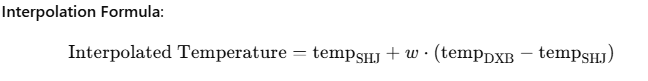 Interpolation Formula:
Interpolated Temperature = temp_SHJ + w · (temp_DXB − temp_SHJ)